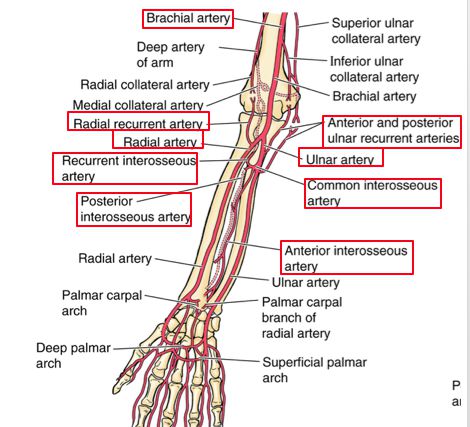 Brachial artery
Superior ulnar
collateral artery
Deep artery
of arm
Inferior ulnar
collateral artery
Radial collateral artery
Brachial artery
Medial collateral artery
Radial recurrent artery
Anterior and posterior
ulnar recurrent arteries
Radial artery
Ulnar artery
Recurrent interosseous
artery
Common interosseous
artery
Posterior
interosseous artery
Anterior interosseous
artery
Radial artery
Ulnar artery
Palmar carpal
arch
Palmar carpal
branch of
radial artery
Deep palmar
arch
Superficial palmar
arch